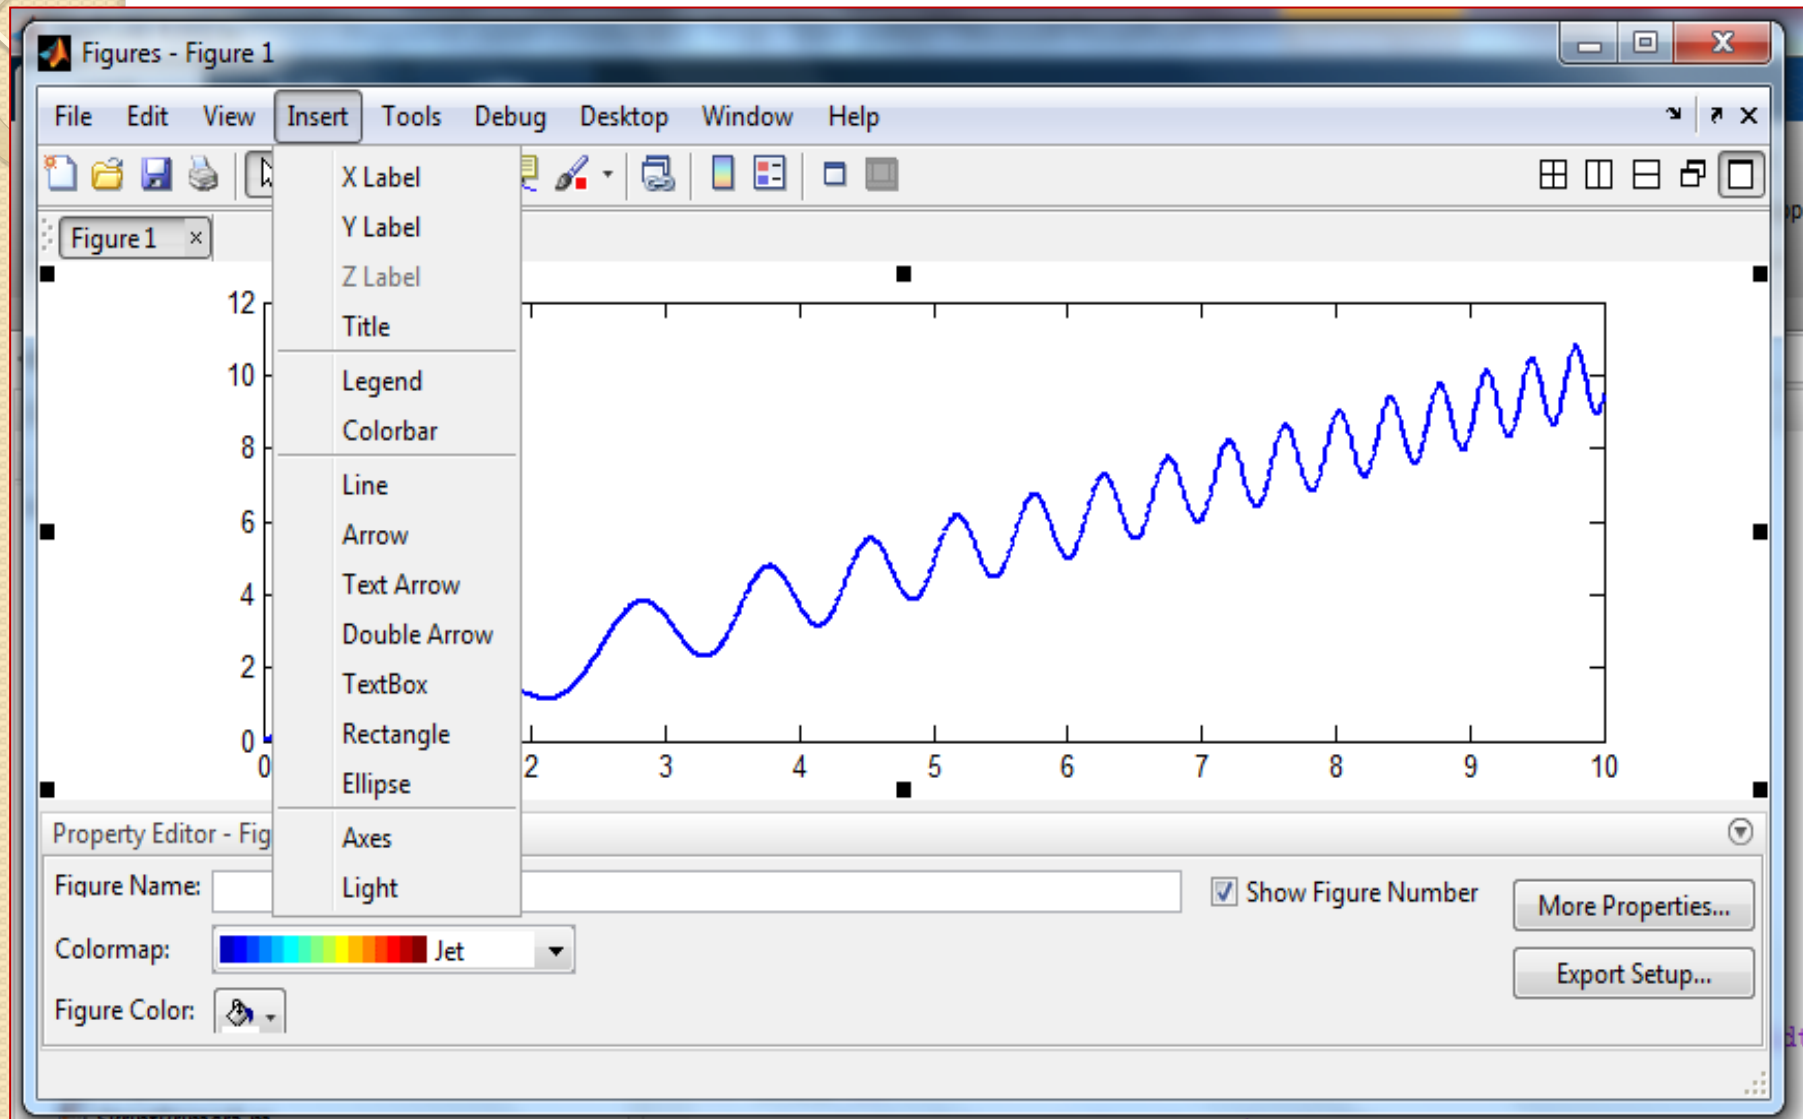 Figures - Figure 1
File Edit View Insert Tools Debug Desktop Window Help
Figure 1
X Label
Y Label
Z Label
Title
Legend
Colorbar
Line
Arrow
Text Arrow
Double Arrow
TextBox
Rectangle
Ellipse
Axes
Light
12
10
8
6
4
2
0
0 2 3 4 5 6 7 8 9 10
Property Editor - Fig
Figure Name:
Show Figure Number
More Properties...
Colormap:
Jet
Export Setup...
Figure Color: